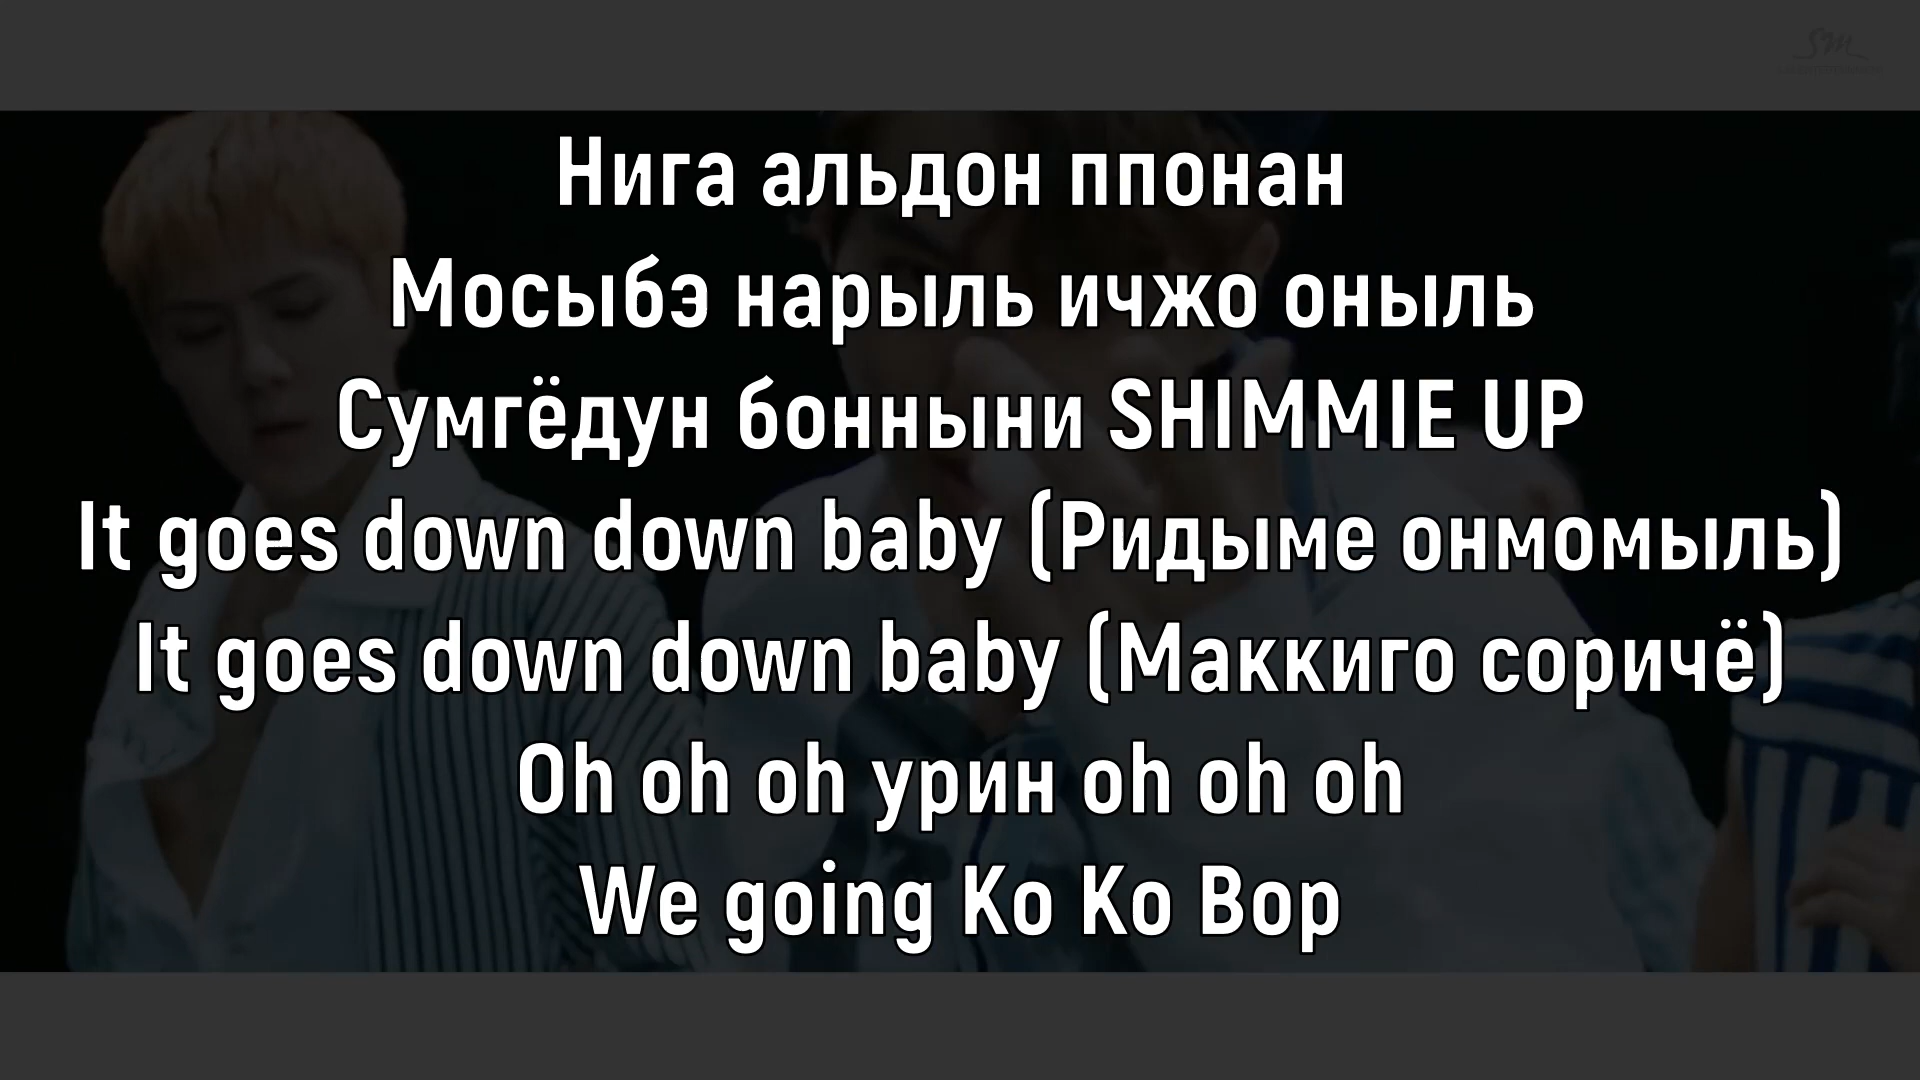 Нига альдон ппонан
Мосыбэ нарыль ичжо оныль
Сумгёдун бонныни SHIMMIE UP
It goes down down baby (Ридыме онмомыль)
It goes down down baby (Маккиго соричё)
Oh oh oh урин oh oh oh
We going Ko Ko Bop
SM